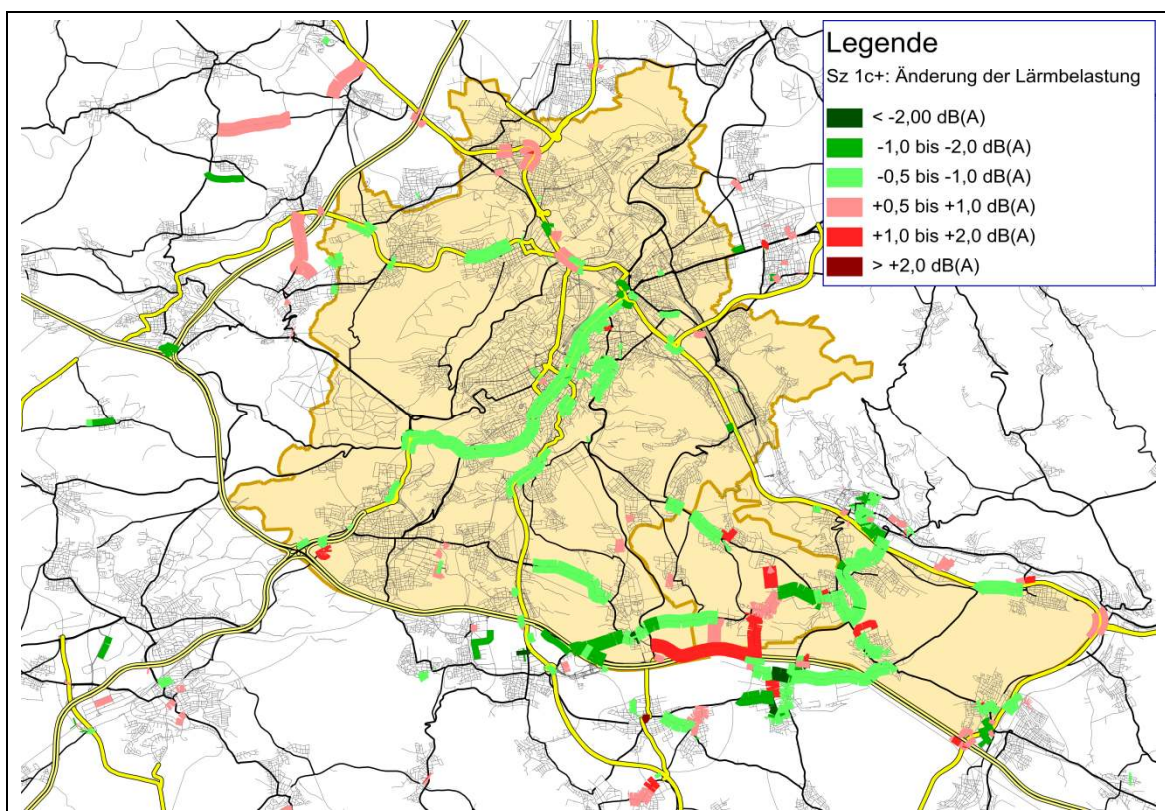 Legende
Sz 1c+: Änderung der Lärmbelastung
< -2,00 dB(A)
-1,0 bis -2,0 dB(A)
-0,5 bis -1,0 dB(A)
+0,5 bis +1,0 dB(A)
+1,0 bis +2,0 dB(A)
> +2,0 dB(A)